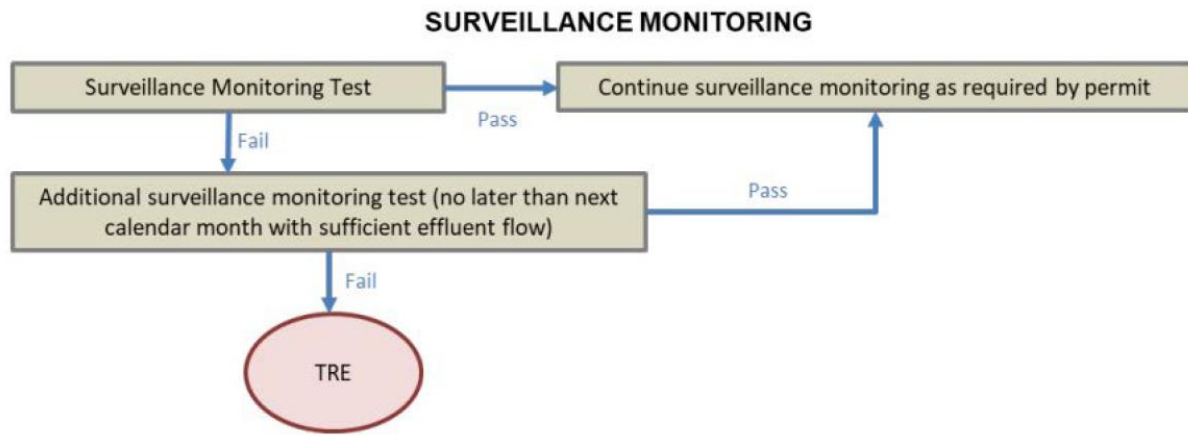 SURVEILLANCE MONITORING
Surveillance Monitoring Test
Pass
Continue surveillance monitoring as required by permit
Fail
Additional surveillance monitoring test (no later than next
calendar month with sufficient effluent flow)
Pass
Fail
TRE